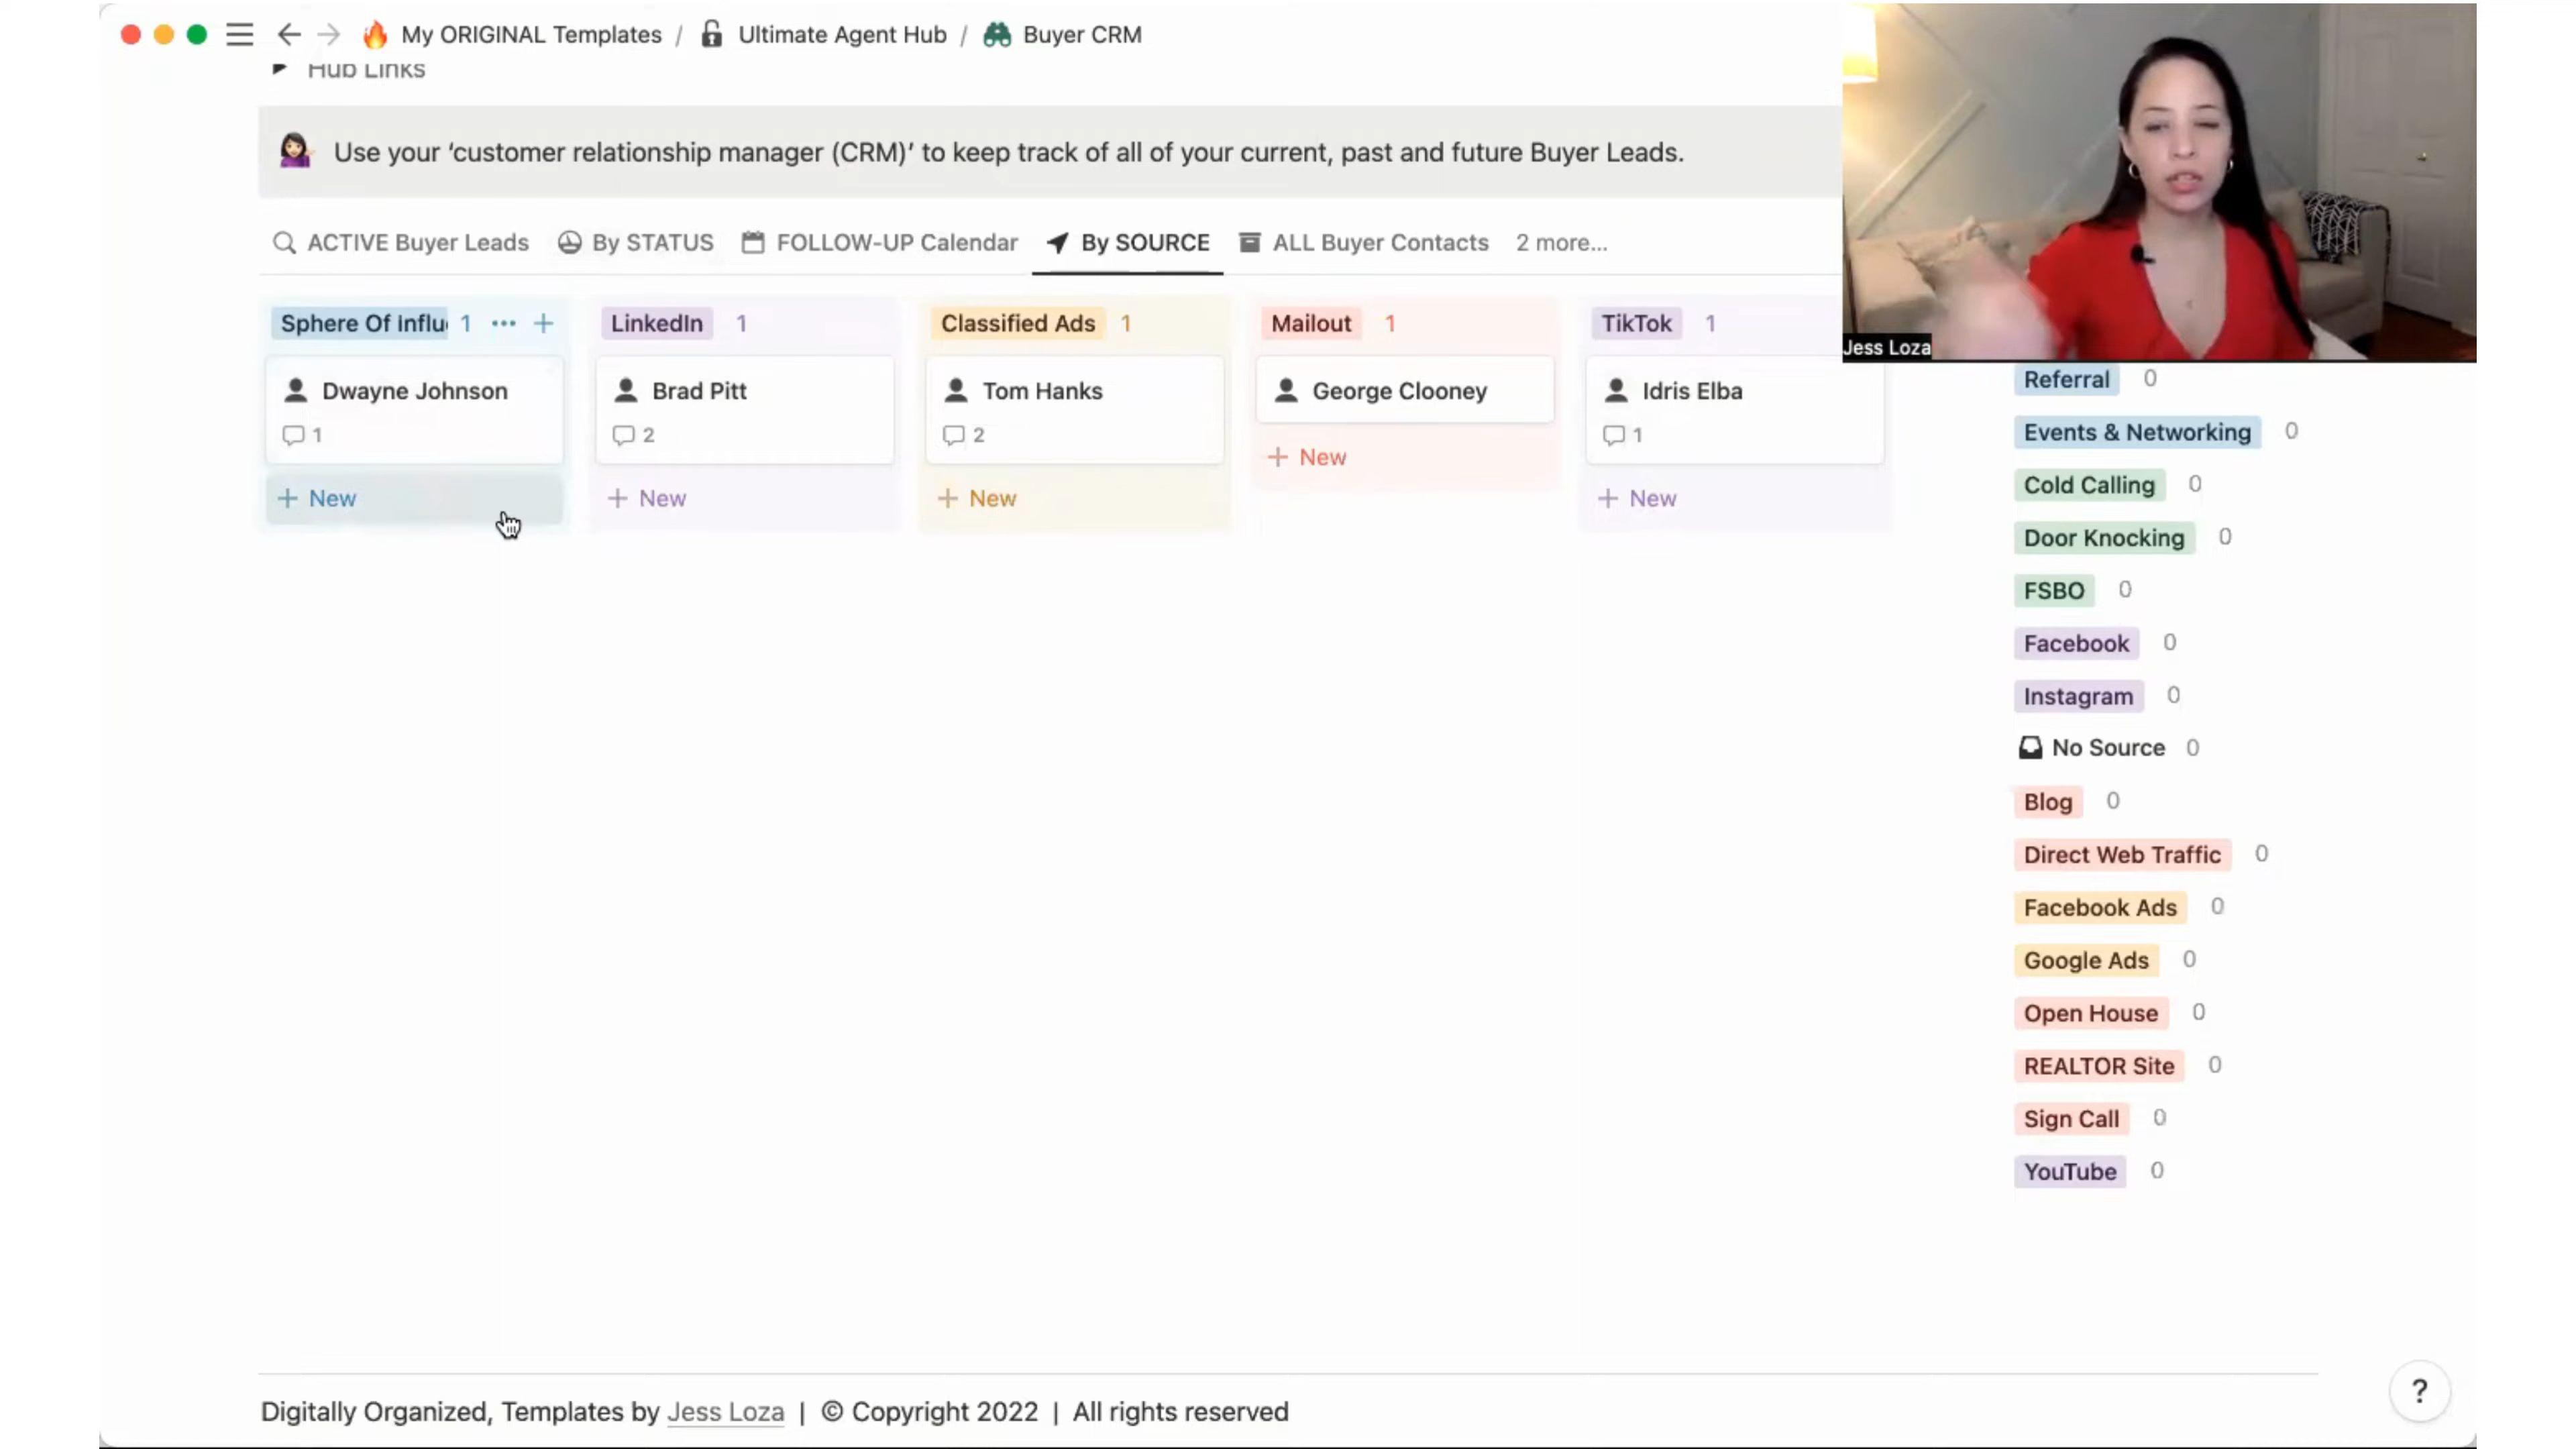 My ORIGINAL Templates / Ultimate Agent Hub / Buyer CRM
Hub Links
Use your ‘customer relationship manager (CRM)’ to keep track of all of your current, past and future Buyer Leads.
ACTIVE Buyer Leads By STATUS FOLLOW-UP Calendar By SOURCE ALL Buyer Contacts 2 more...
Sphere Of Influ 1 ••• +
Dwayne Johnson
1
+ New
LinkedIn 1
Brad Pitt
2
+ New
Classified Ads 1
Tom Hanks
2
+ New
Mailout 1
George Clooney
+ New
TikTok 1
Idris Elba
1
+ New
Jess Loza
Referral 0
Events & Networking 0
Cold Calling 0
Door Knocking 0
FSBO 0
Facebook 0
Instagram 0
No Source 0
Blog 0
Direct Web Traffic 0
Facebook Ads 0
Google Ads 0
Open House 0
REALTOR Site 0
Sign Call 0
YouTube 0
Digitally Organized, Templates by Jess Loza | © Copyright 2022 | All rights reserved
?